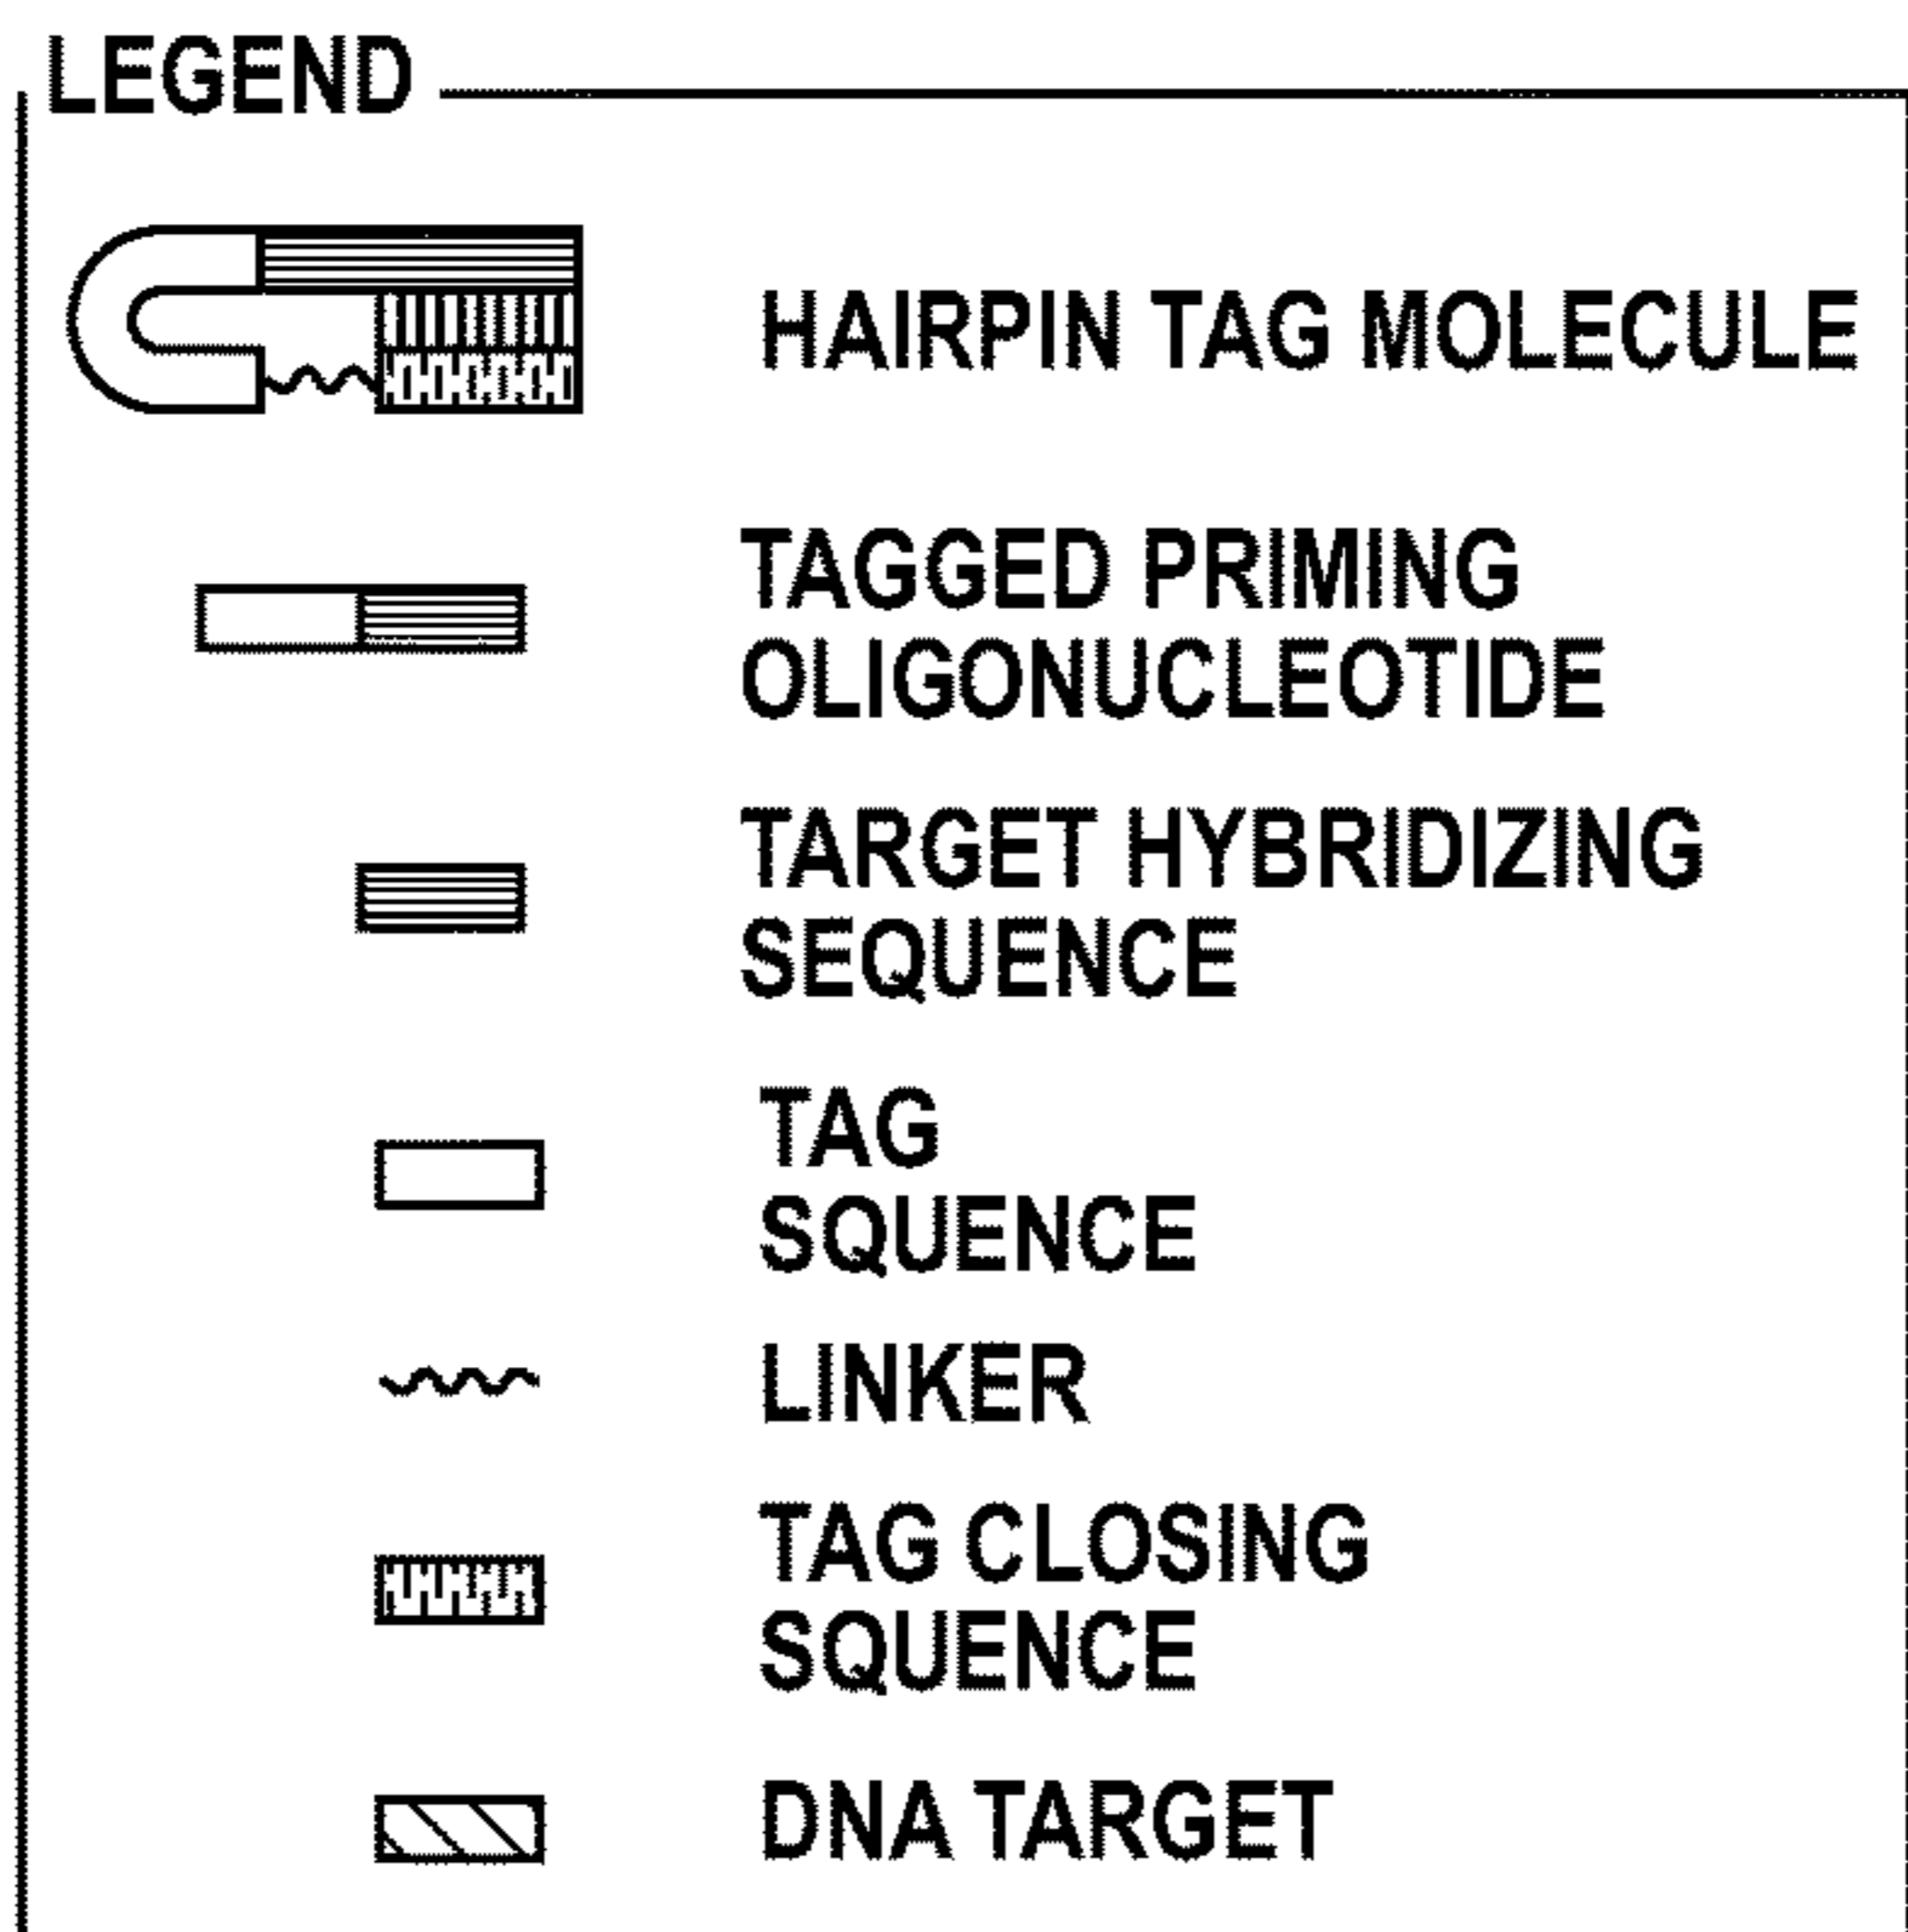 LEGEND
HAIRPIN TAG MOLECULE
TAGGED PRIMING
OLIGONUCLEOTIDE
TARGET HYBRIDIZING
SEQUENCE
TAG
SQUENCE
LINKER
TAG CLOSING
SQUENCE
DNA TARGET